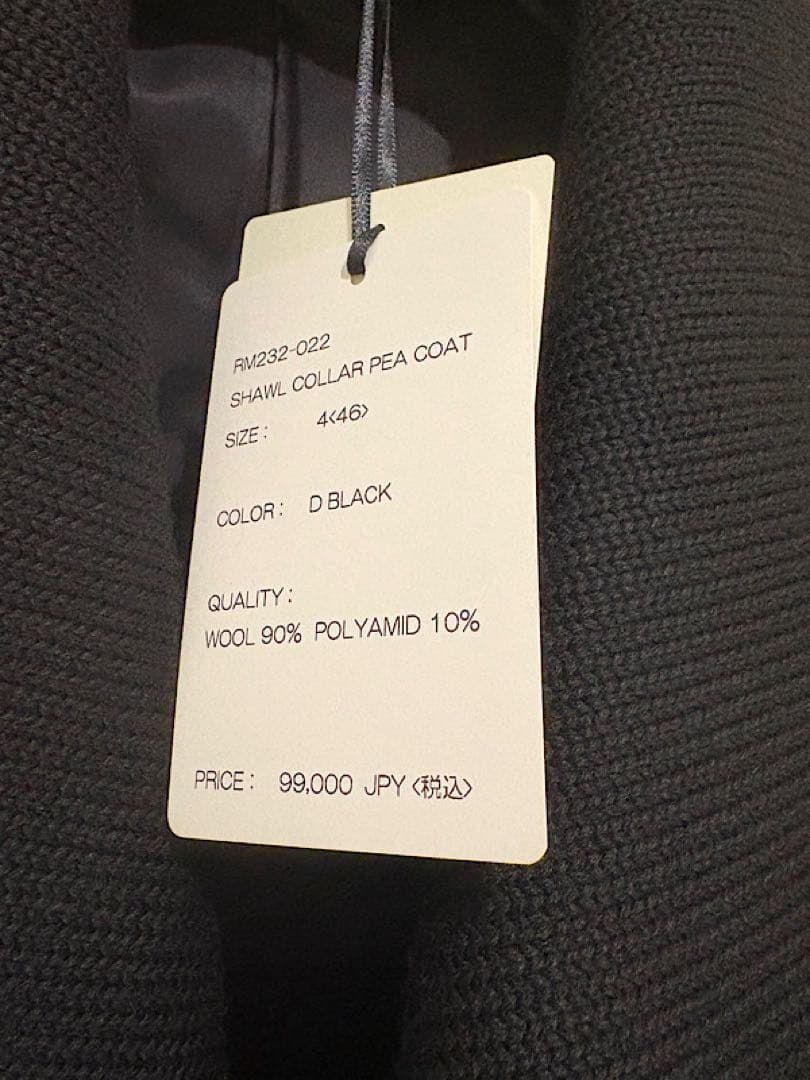 RM232-022
SHAWL COLLAR PEA COAT
SIZE : 4<46>
COLOR : D BLACK
QUALITY :
WOOL 90% POLYAMID 10%
PRICE : 99,000 JPY <税込>